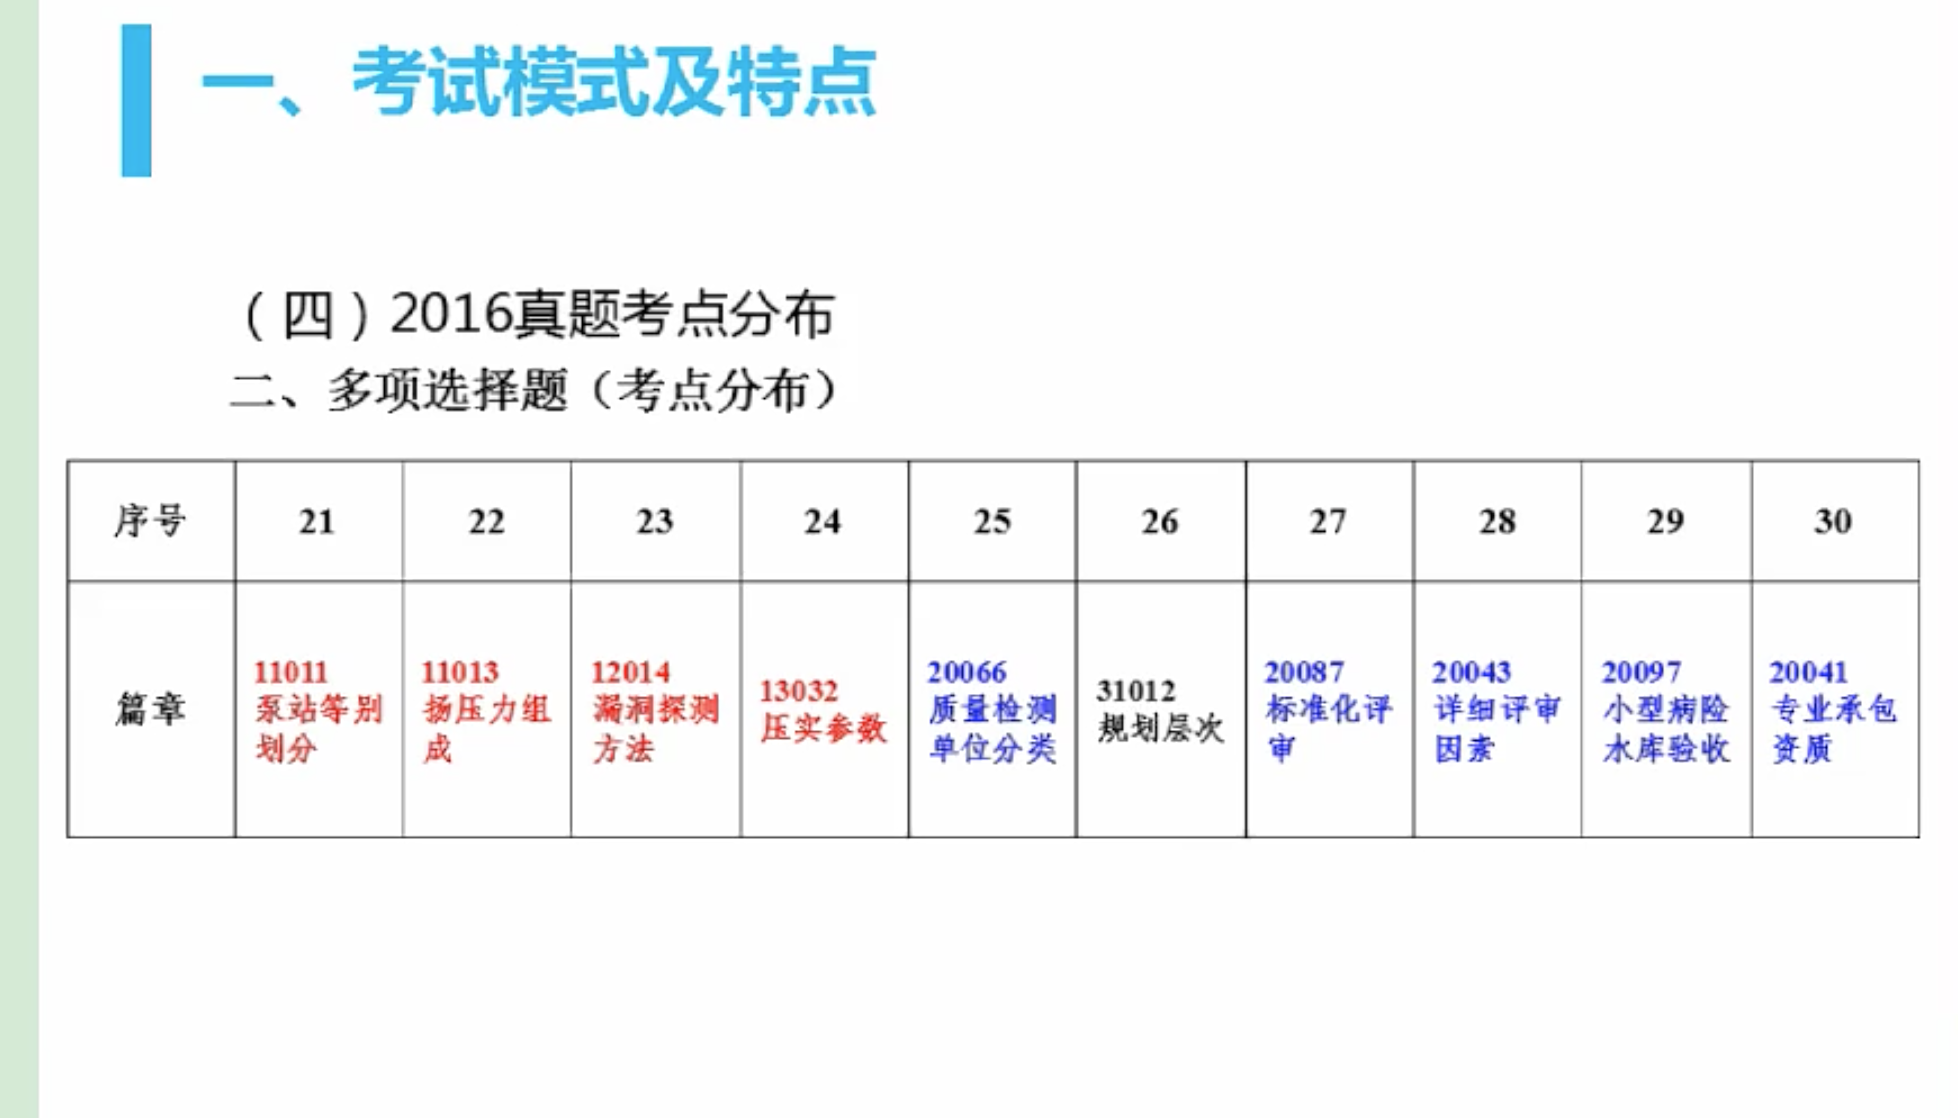 一、考试模式及特点
（四）2016真题考点分布
二、多项选择题（考点分布）
序号 21 22 23 24 25 26 27 28 29 30
篇章
11011
泵站等别
划分
11013
扬压力组
成
12014
漏洞探测
方法
13032
压实参数
20066
质量检测
单位分类
31012
规划层次
20087
标准化评
审
20043
详细评审
因素
20097
小型病险
水库验收
20041
专业承包
资质